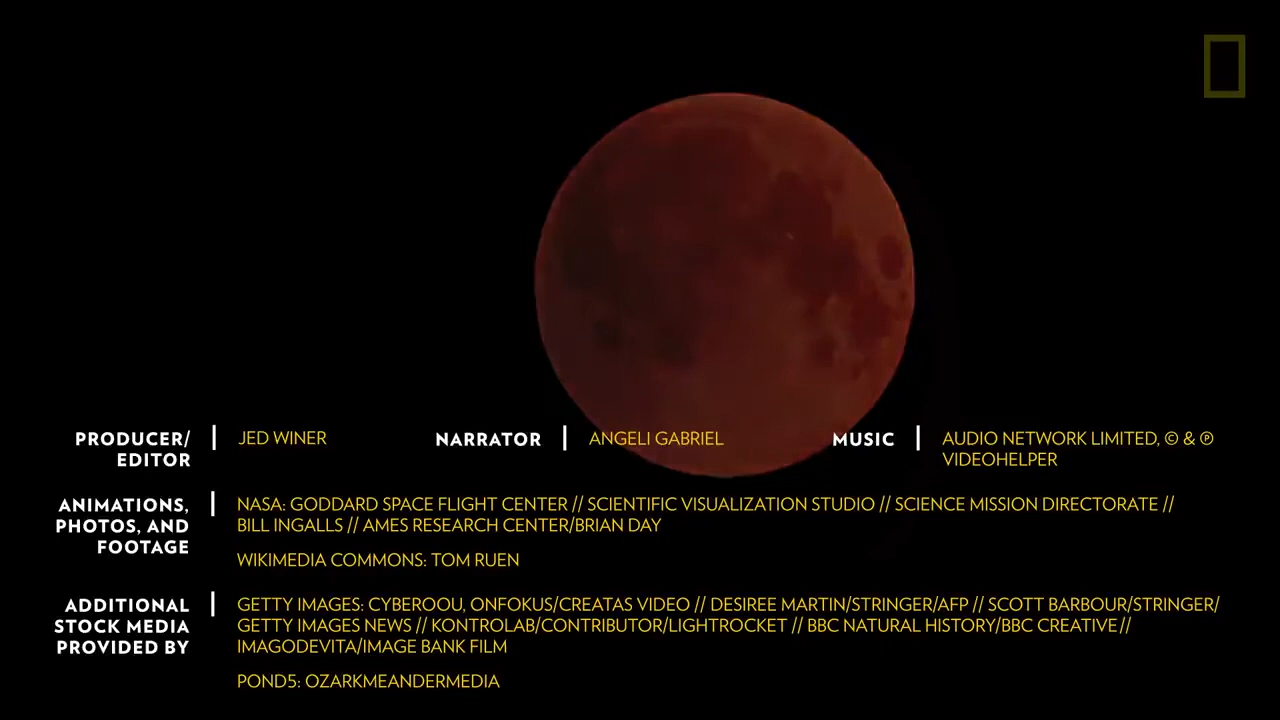 PRODUCER/ | JED WINER NARRATOR | ANGELI GABRIEL MUSIC | AUDIO NETWORK LIMITED, © & ℗
EDITOR VIDEOHELPER
ANIMATIONS, | NASA: GODDARD SPACE FLIGHT CENTER // SCIENTIFIC VISUALIZATION STUDIO // SCIENCE MISSION DIRECTORATE //
PHOTOS, AND BILL INGALLS // AMES RESEARCH CENTER/BRIAN DAY
FOOTAGE
WIKIMEDIA COMMONS: TOM RUEN
ADDITIONAL | GETTY IMAGES: CYBEROOU, ONFOKUS/CREATAS VIDEO // DESIREE MARTIN/STRINGER/AFP // SCOTT BARBOUR/STRINGER/
STOCK MEDIA GETTY IMAGES NEWS // KONTROLAB/CONTRIBUTOR/LIGHTROCKET // BBC NATURAL HISTORY/BBC CREATIVE//
PROVIDED BY IMAGODEVITA/IMAGE BANK FILM
POND5: OZARKMEANDERMEDIA